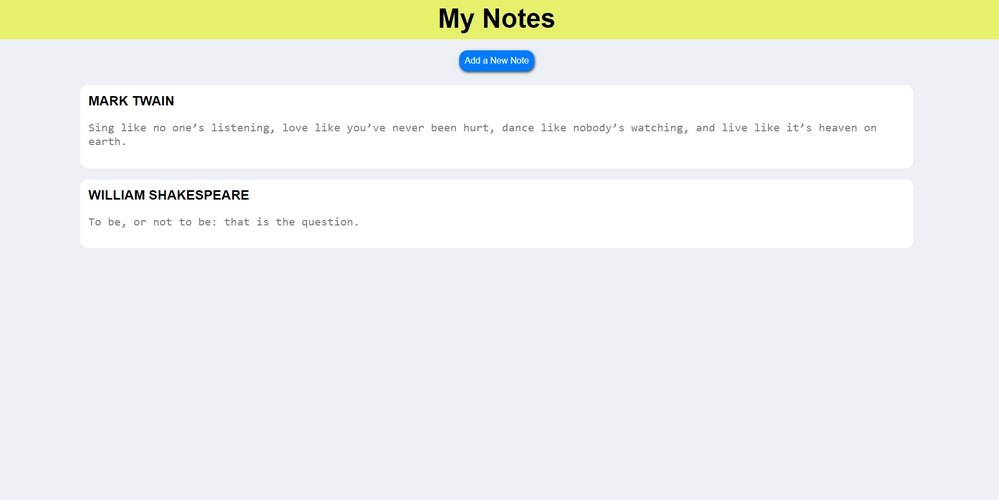 My Notes
Add a New Note
MARK TWAIN
Sing like no one’s listening, love like you’ve never been hurt, dance like nobody’s watching, and live like it’s heaven on
earth.
WILLIAM SHAKESPEARE
To be, or not to be: that is the question.